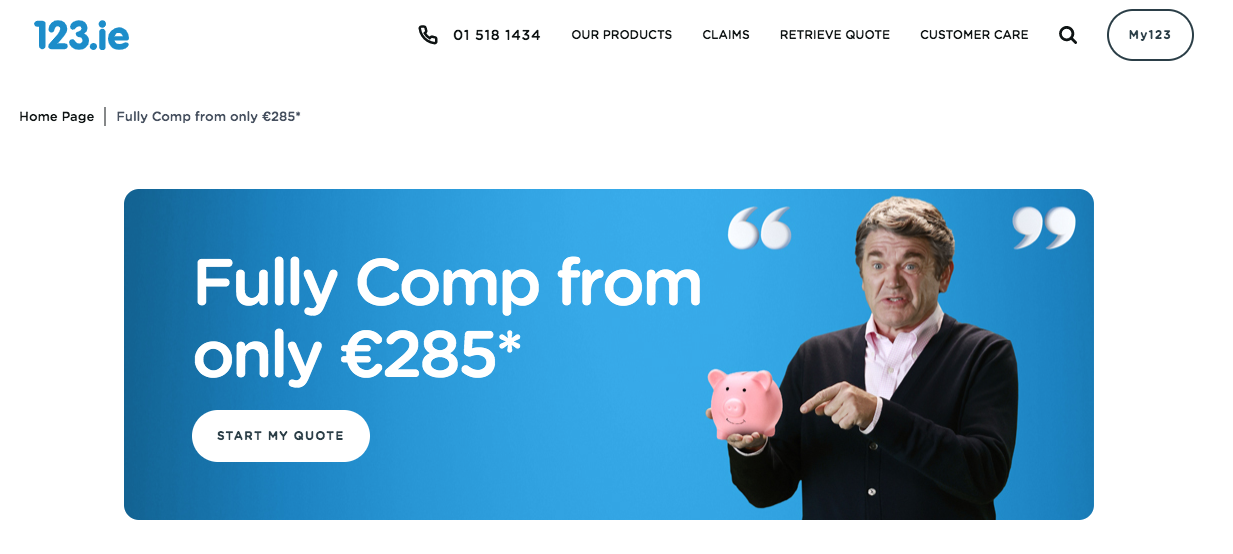 123.ie
01 518 1434
OUR PRODUCTS
CLAIMS
RETRIEVE QUOTE
CUSTOMER CARE
My123
Home Page
Fully Comp from only €285*
“ ”
Fully Comp from
only €285*
START MY QUOTE